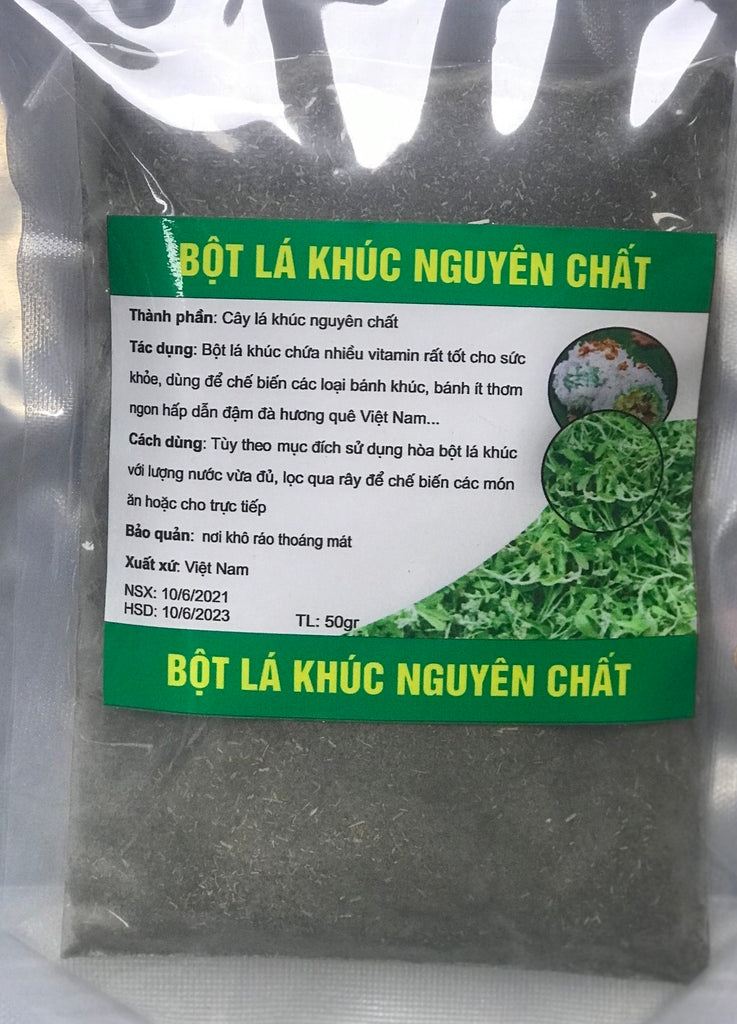 BỘT LÁ KHÚC NGUYÊN CHẤT
Thành phần: Cây lá khúc nguyên chất
Tác dụng: Bột lá khúc chứa nhiều vitamin rất tốt cho sức
khỏe, dùng để chế biến các loại bánh khúc, bánh ít thơm
ngon hấp dẫn đậm đà hương quê Việt Nam...
Cách dùng: Tùy theo mục đích sử dụng hòa bột lá khúc
với lượng nước vừa đủ, lọc qua rây để chế biến các món
ăn hoặc cho trực tiếp
Bảo quản: nơi khô ráo thoáng mát
Xuất xứ: Việt Nam
NSX: 10/6/2021
HSD: 10/6/2023 TL: 50gr
BỘT LÁ KHÚC NGUYÊN CHẤT